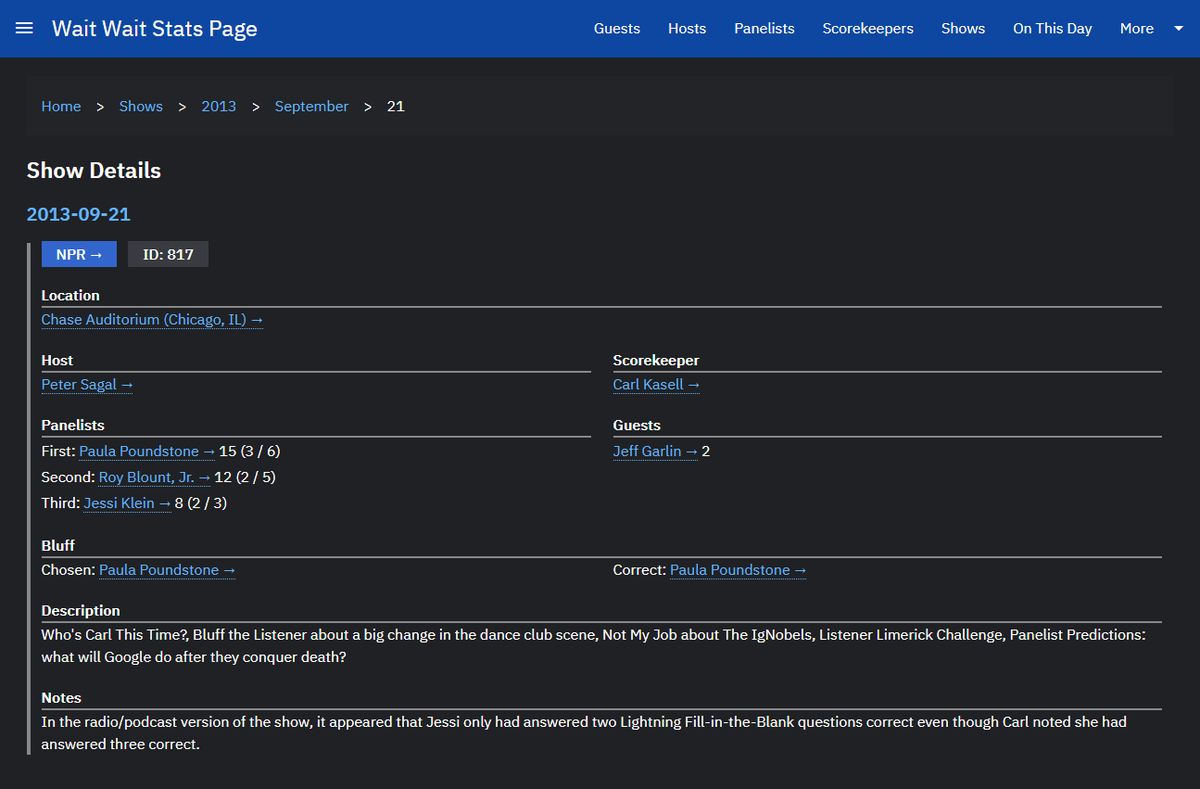 Wait Wait Stats Page
Guests Hosts Panelists Scorekeepers Shows On This Day More
Home > Shows > 2013 > September > 21
Show Details
2013-09-21
NPR → ID: 817
Location
Chase Auditorium (Chicago, IL) →
Host
Peter Sagal →
Scorekeeper
Carl Kasell →
Panelists
First: Paula Poundstone → 15 (3 / 6)
Second: Roy Blount, Jr. → 12 (2 / 5)
Third: Jessi Klein → 8 (2 / 3)
Guests
Jeff Garlin → 2
Bluff
Chosen: Paula Poundstone →
Correct: Paula Poundstone →
Description
Who's Carl This Time?, Bluff the Listener about a big change in the dance club scene, Not My Job about The IgNobels, Listener Limerick Challenge, Panelist Predictions:
what will Google do after they conquer death?
Notes
In the radio/podcast version of the show, it appeared that Jessi only had answered two Lightning Fill-in-the-Blank questions correct even though Carl noted she had
answered three correct.